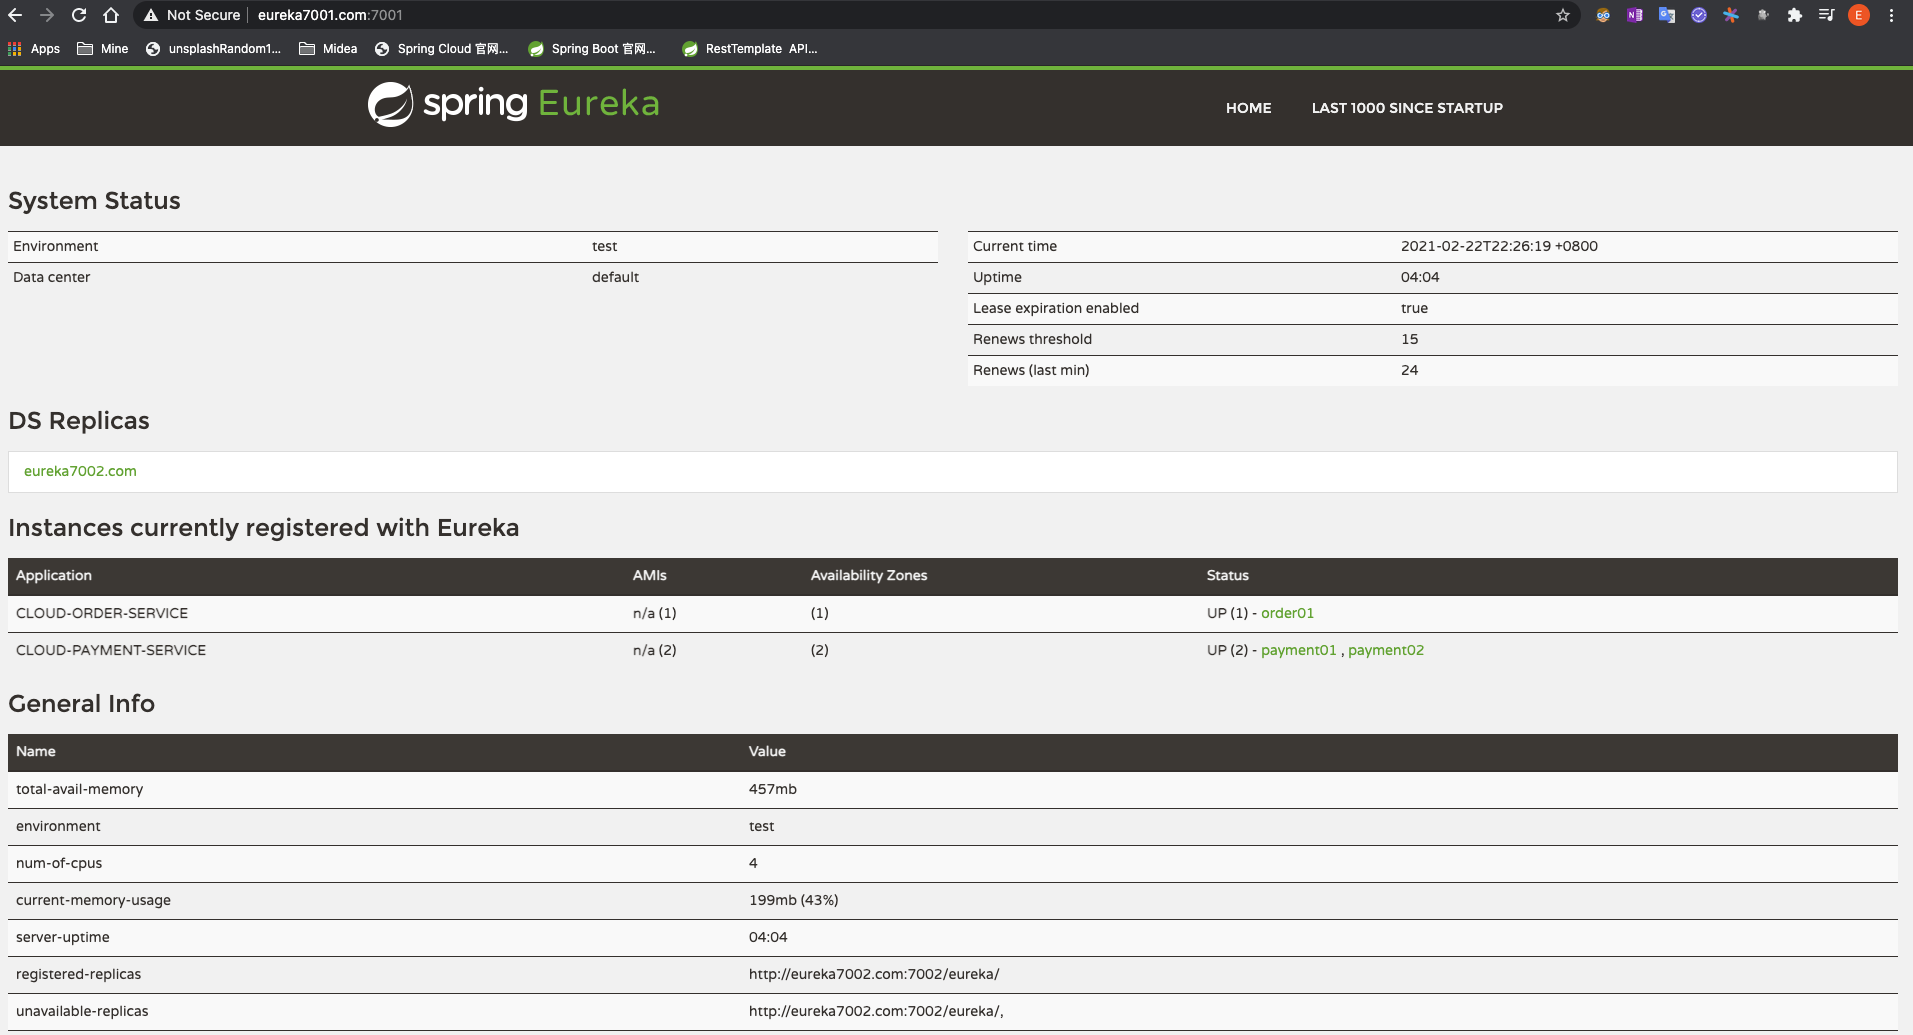 Not Secure eureka7001.com:7001
Apps Mine unsplashRandom1... Midea Spring Cloud 官网... Spring Boot 官网... RestTemplate API...
spring Eureka HOME LAST 1000 SINCE STARTUP
System Status
Environment test Current time 2021-02-22T22:26:19 +0800
Data center default Uptime 04:04
Lease expiration enabled true
Renews threshold 15
Renews (last min) 24
DS Replicas
eureka7002.com
Instances currently registered with Eureka
Application AMIs Availability Zones Status
CLOUD-ORDER-SERVICE n/a (1) (1) UP (1) - order01
CLOUD-PAYMENT-SERVICE n/a (2) (2) UP (2) - payment01 , payment02
General Info
Name Value
total-avail-memory 457mb
environment test
num-of-cpus 4
current-memory-usage 199mb (43%)
server-uptime 04:04
registered-replicas http://eureka7002.com:7002/eureka/
unavailable-replicas http://eureka7002.com:7002/eureka/,